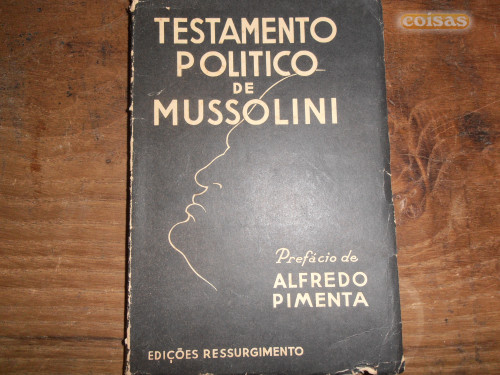 coisas
TESTAMENTO
POLITICO
DE
MUSSOLINI
Prefácio de
ALFREDO
PIMENTA
EDIÇÕES RESSURGIMENTO